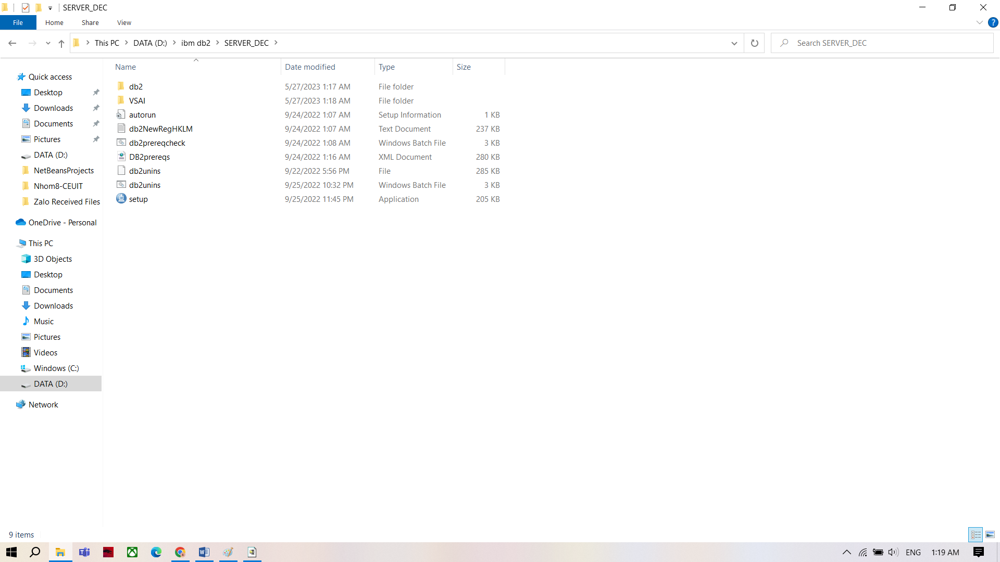 SERVER_DEC
File Home Share View
This PC DATA (D:) ibm db2 SERVER_DEC
Search SERVER_DEC
Name Date modified Type Size
Quick access
Desktop
Downloads
Documents
Pictures
DATA (D:)
NetBeansProjects
Nhom8-CEUIT
Zalo Received Files
OneDrive - Personal
This PC
3D Objects
Desktop
Documents
Downloads
Music
Pictures
Videos
Windows (C:)
DATA (D:)
Network
db2 5/27/2023 1:17 AM File folder
VSAI 5/27/2023 1:18 AM File folder
autorun 9/24/2022 1:07 AM Setup Information 1 KB
db2NewRegHKLM 9/24/2022 1:07 AM Text Document 237 KB
db2prereqcheck 9/24/2022 1:08 AM Windows Batch File 3 KB
DB2prereqs 9/24/2022 1:16 AM XML Document 280 KB
db2unins 9/22/2022 5:56 PM File 285 KB
db2unins 9/25/2022 10:32 PM Windows Batch File 3 KB
setup 9/25/2022 11:45 PM Application 205 KB
9 items
ENG 1:19 AM